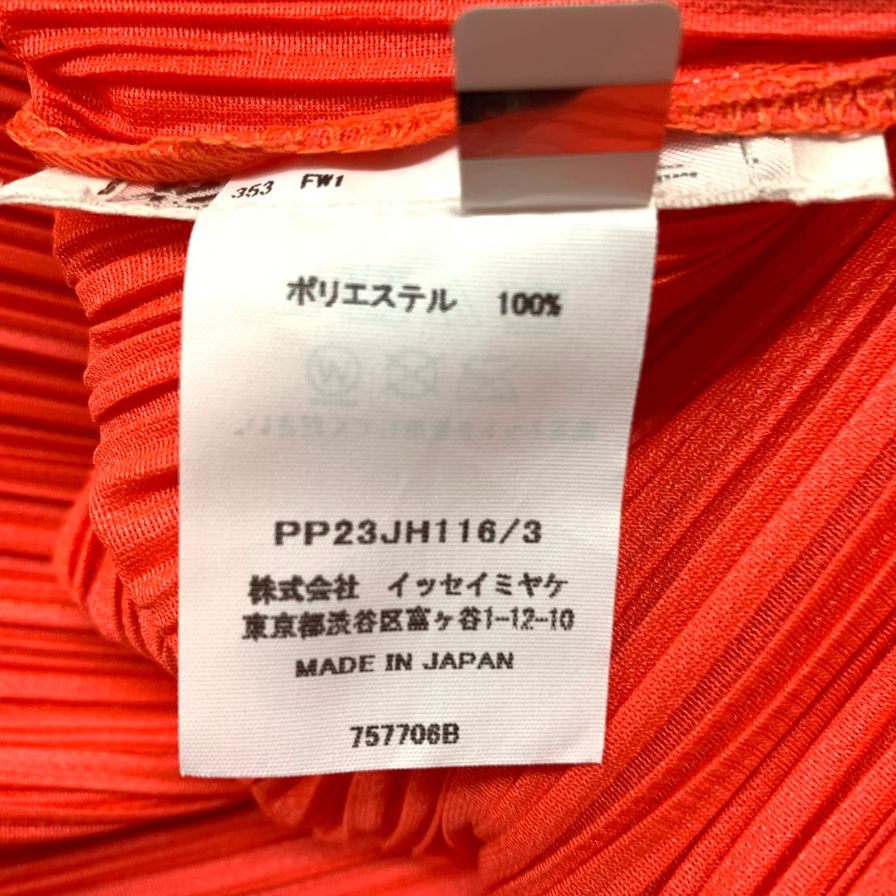 353 FW1
ポリエステル 100%
PP23JH116/3
株式会社 イッセイミヤケ
東京都渋谷区富ヶ谷1-12-10
MADE IN JAPAN
757706B